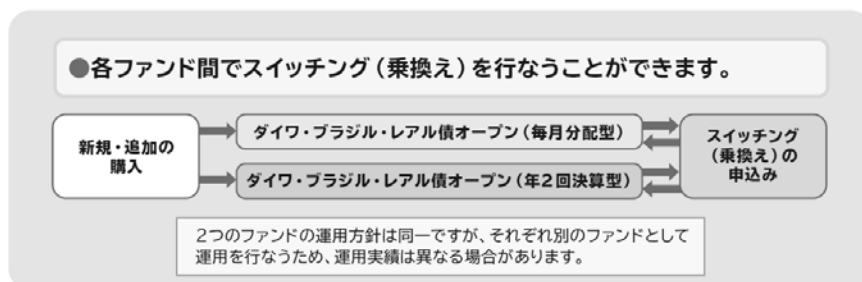 ●各ファンド間でスイッチング（乗換え）を行なうことができます。
新規・追加の
購入
ダイワ・ブラジル・レアル債オープン（毎月分配型）
ダイワ・ブラジル・レアル債オープン（年２回決算型）
スイッチング
（乗換え）の
申込み
２つのファンドの運用方針は同一ですが、それぞれ別のファンドとして
運用を行なうため、運用実績は異なる場合があります。